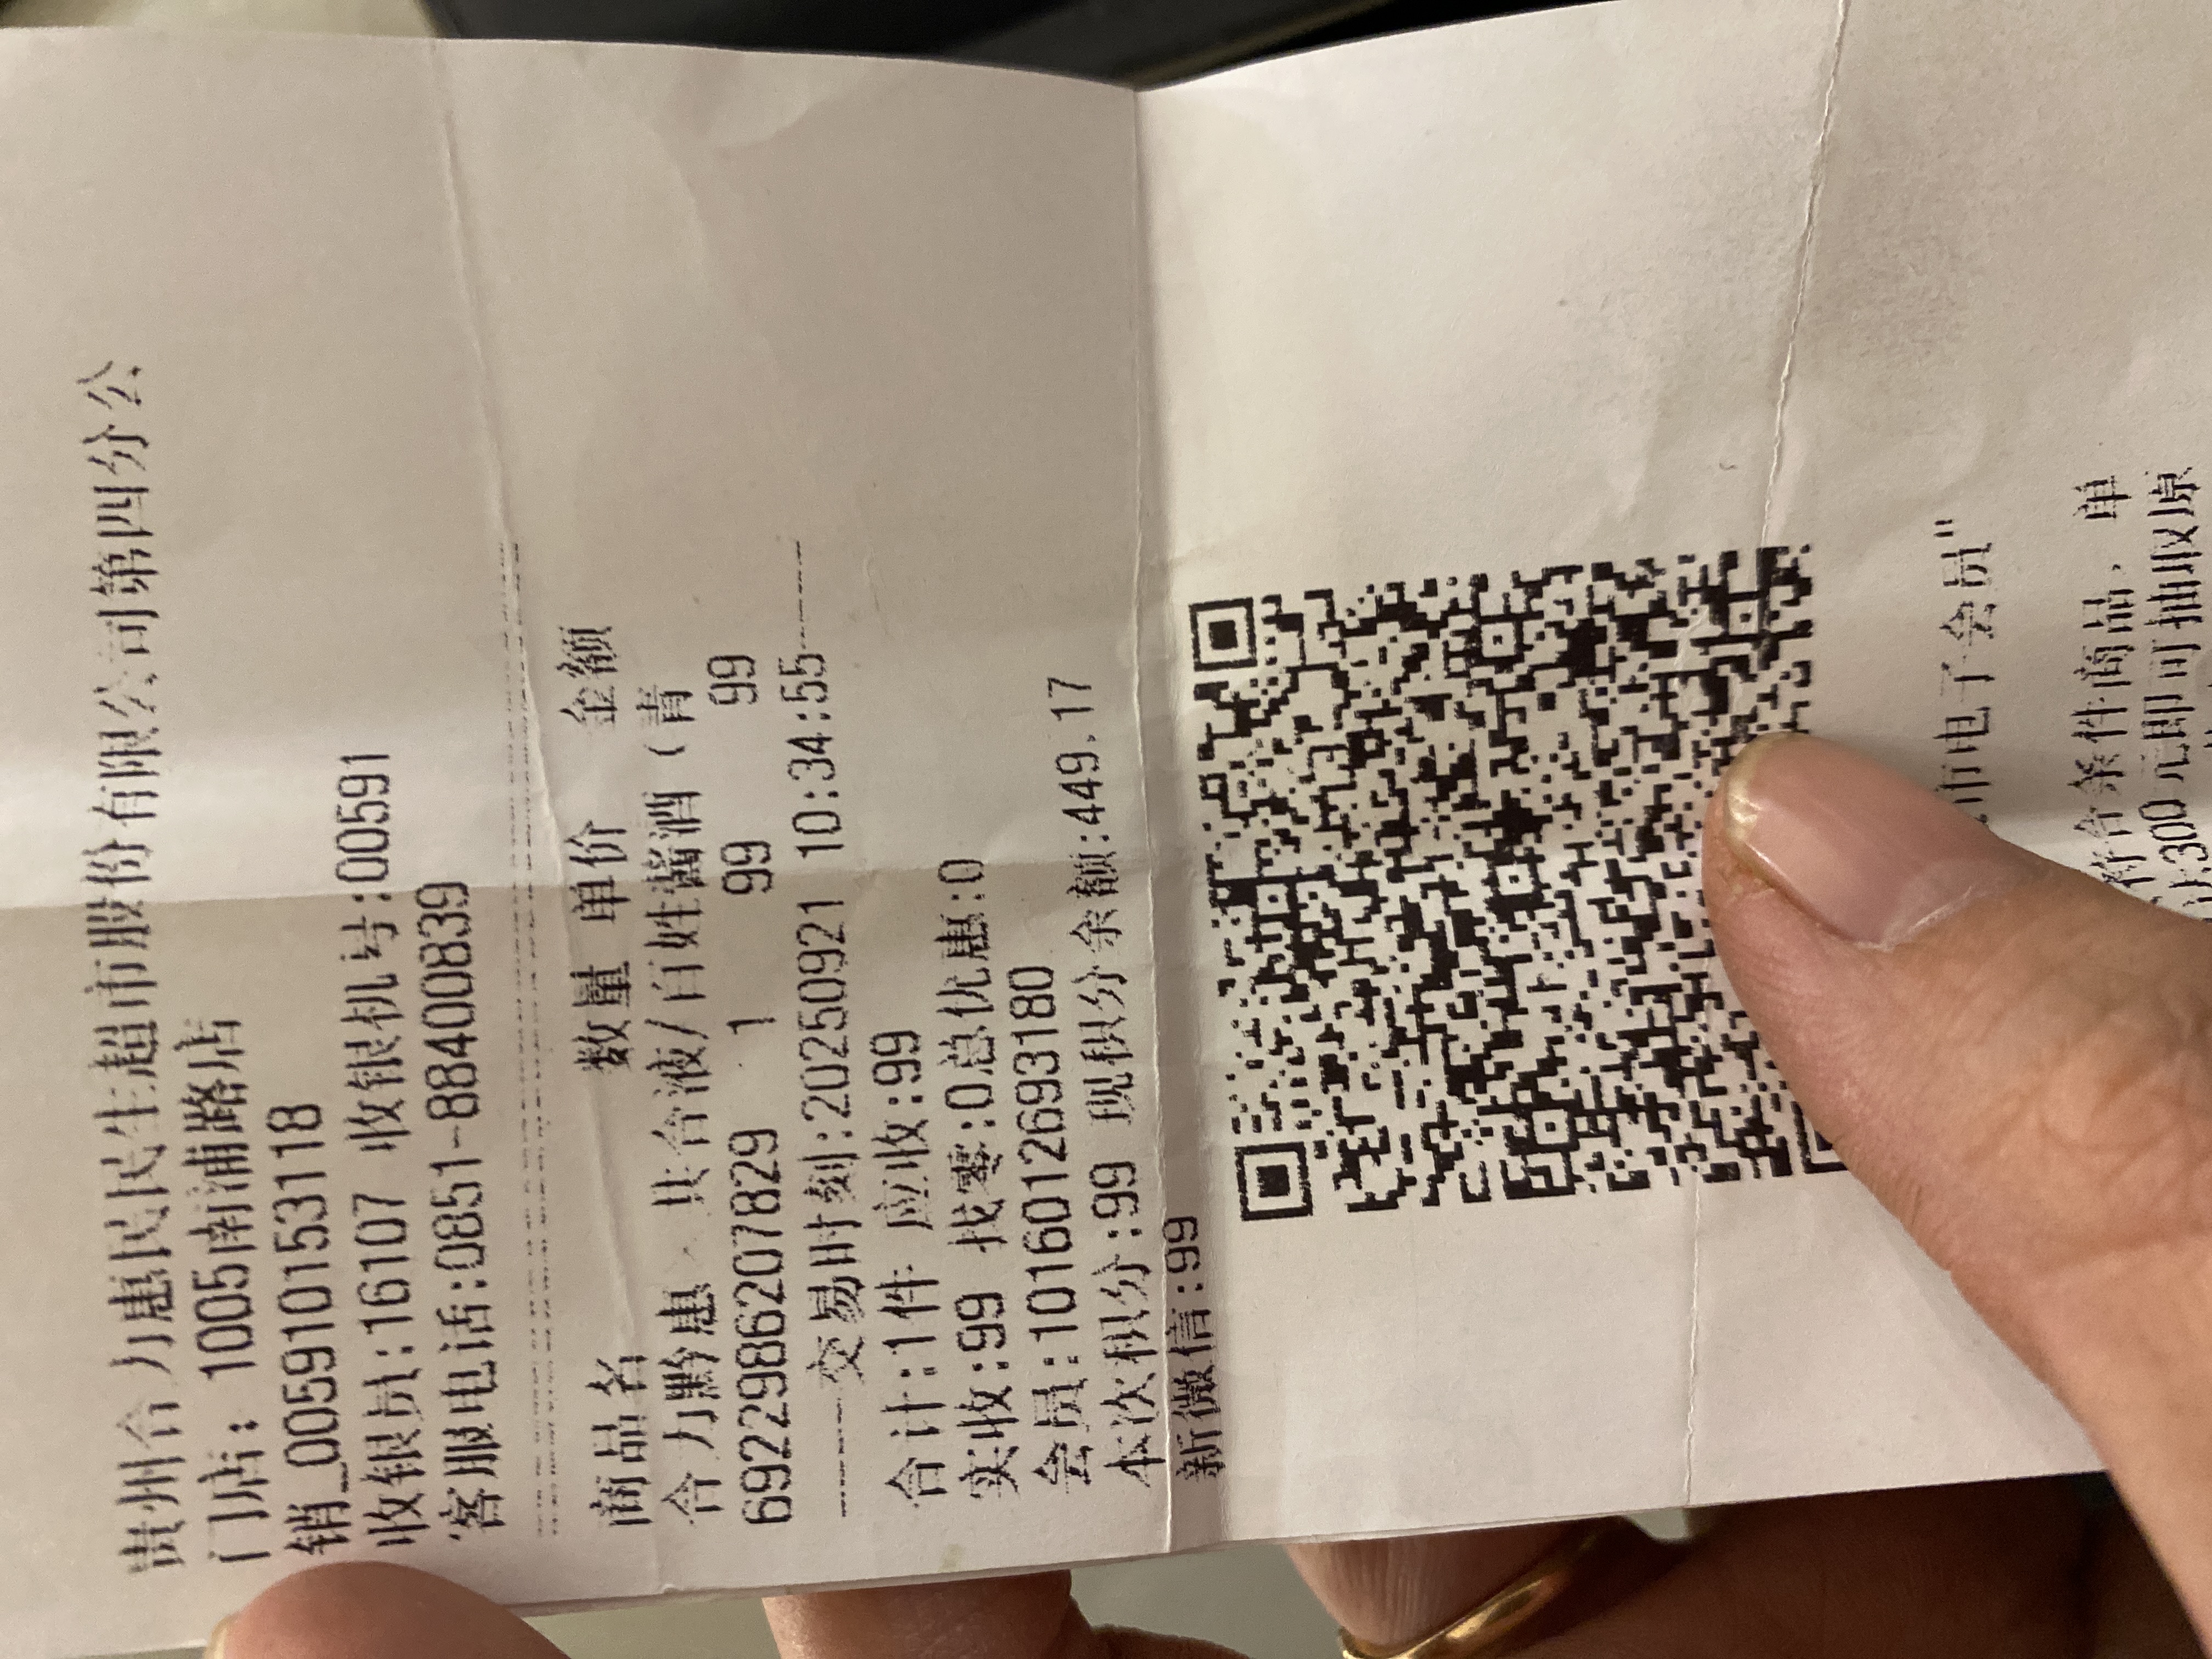 贵州合力惠民民生超市股份有限公司第四分公
门店: 1005南浦路店
销_00591010153118
收银员:16107 收银机号:00591
客服电话:0851-88400839
商品名 数量 单价 金额
合力黔惠 共合液/百姓酱酒（青
6922986207829 1 99 99
------交易时刻:20250921 10:34:55-----
合计:1件 应收:99
实收:99 找零:0总优惠:0
会员:1016012693180
本次积分:99 现积分余额:449.17
新微信:99
市电子会员"
符合条件商品，单
300元即可抽取原